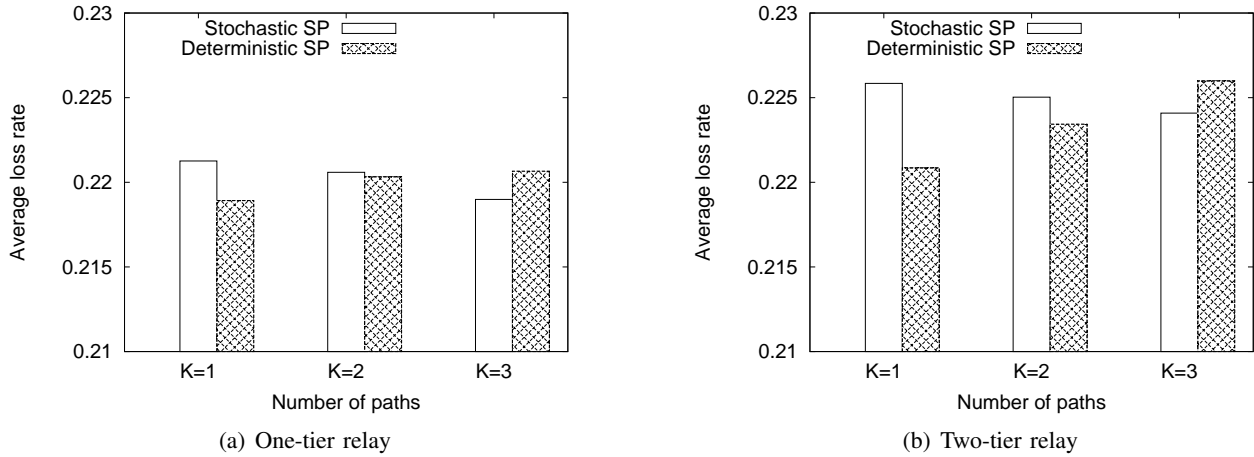 0.23
0.225
0.22
0.215
0.21
Average loss rate
Stochastic SP
Deterministic SP
K=1 K=2 K=3
Number of paths
(a) One-tier relay
0.23
0.225
0.22
0.215
0.21
Average loss rate
Stochastic SP
Deterministic SP
K=1 K=2 K=3
Number of paths
(b) Two-tier relay